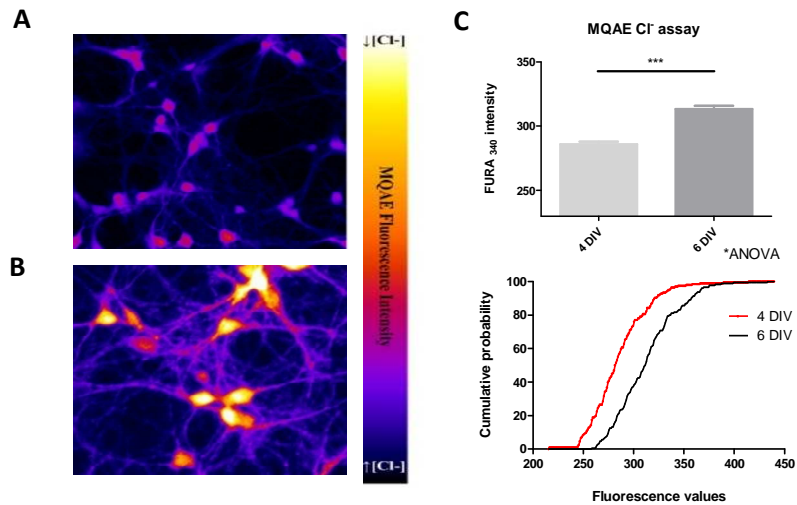 A
↓[Cl-]
MQAE Fluorescence Intensity
↑[Cl-]
B
C
MQAE Cl⁻ assay
***
350
300
250
FURA ₃₄₀ intensity
4 DIV
6 DIV
*ANOVA
100
80
60
40
20
0
Cumulative probability
4 DIV
6 DIV
200 250 300 350 400 450
Fluorescence values